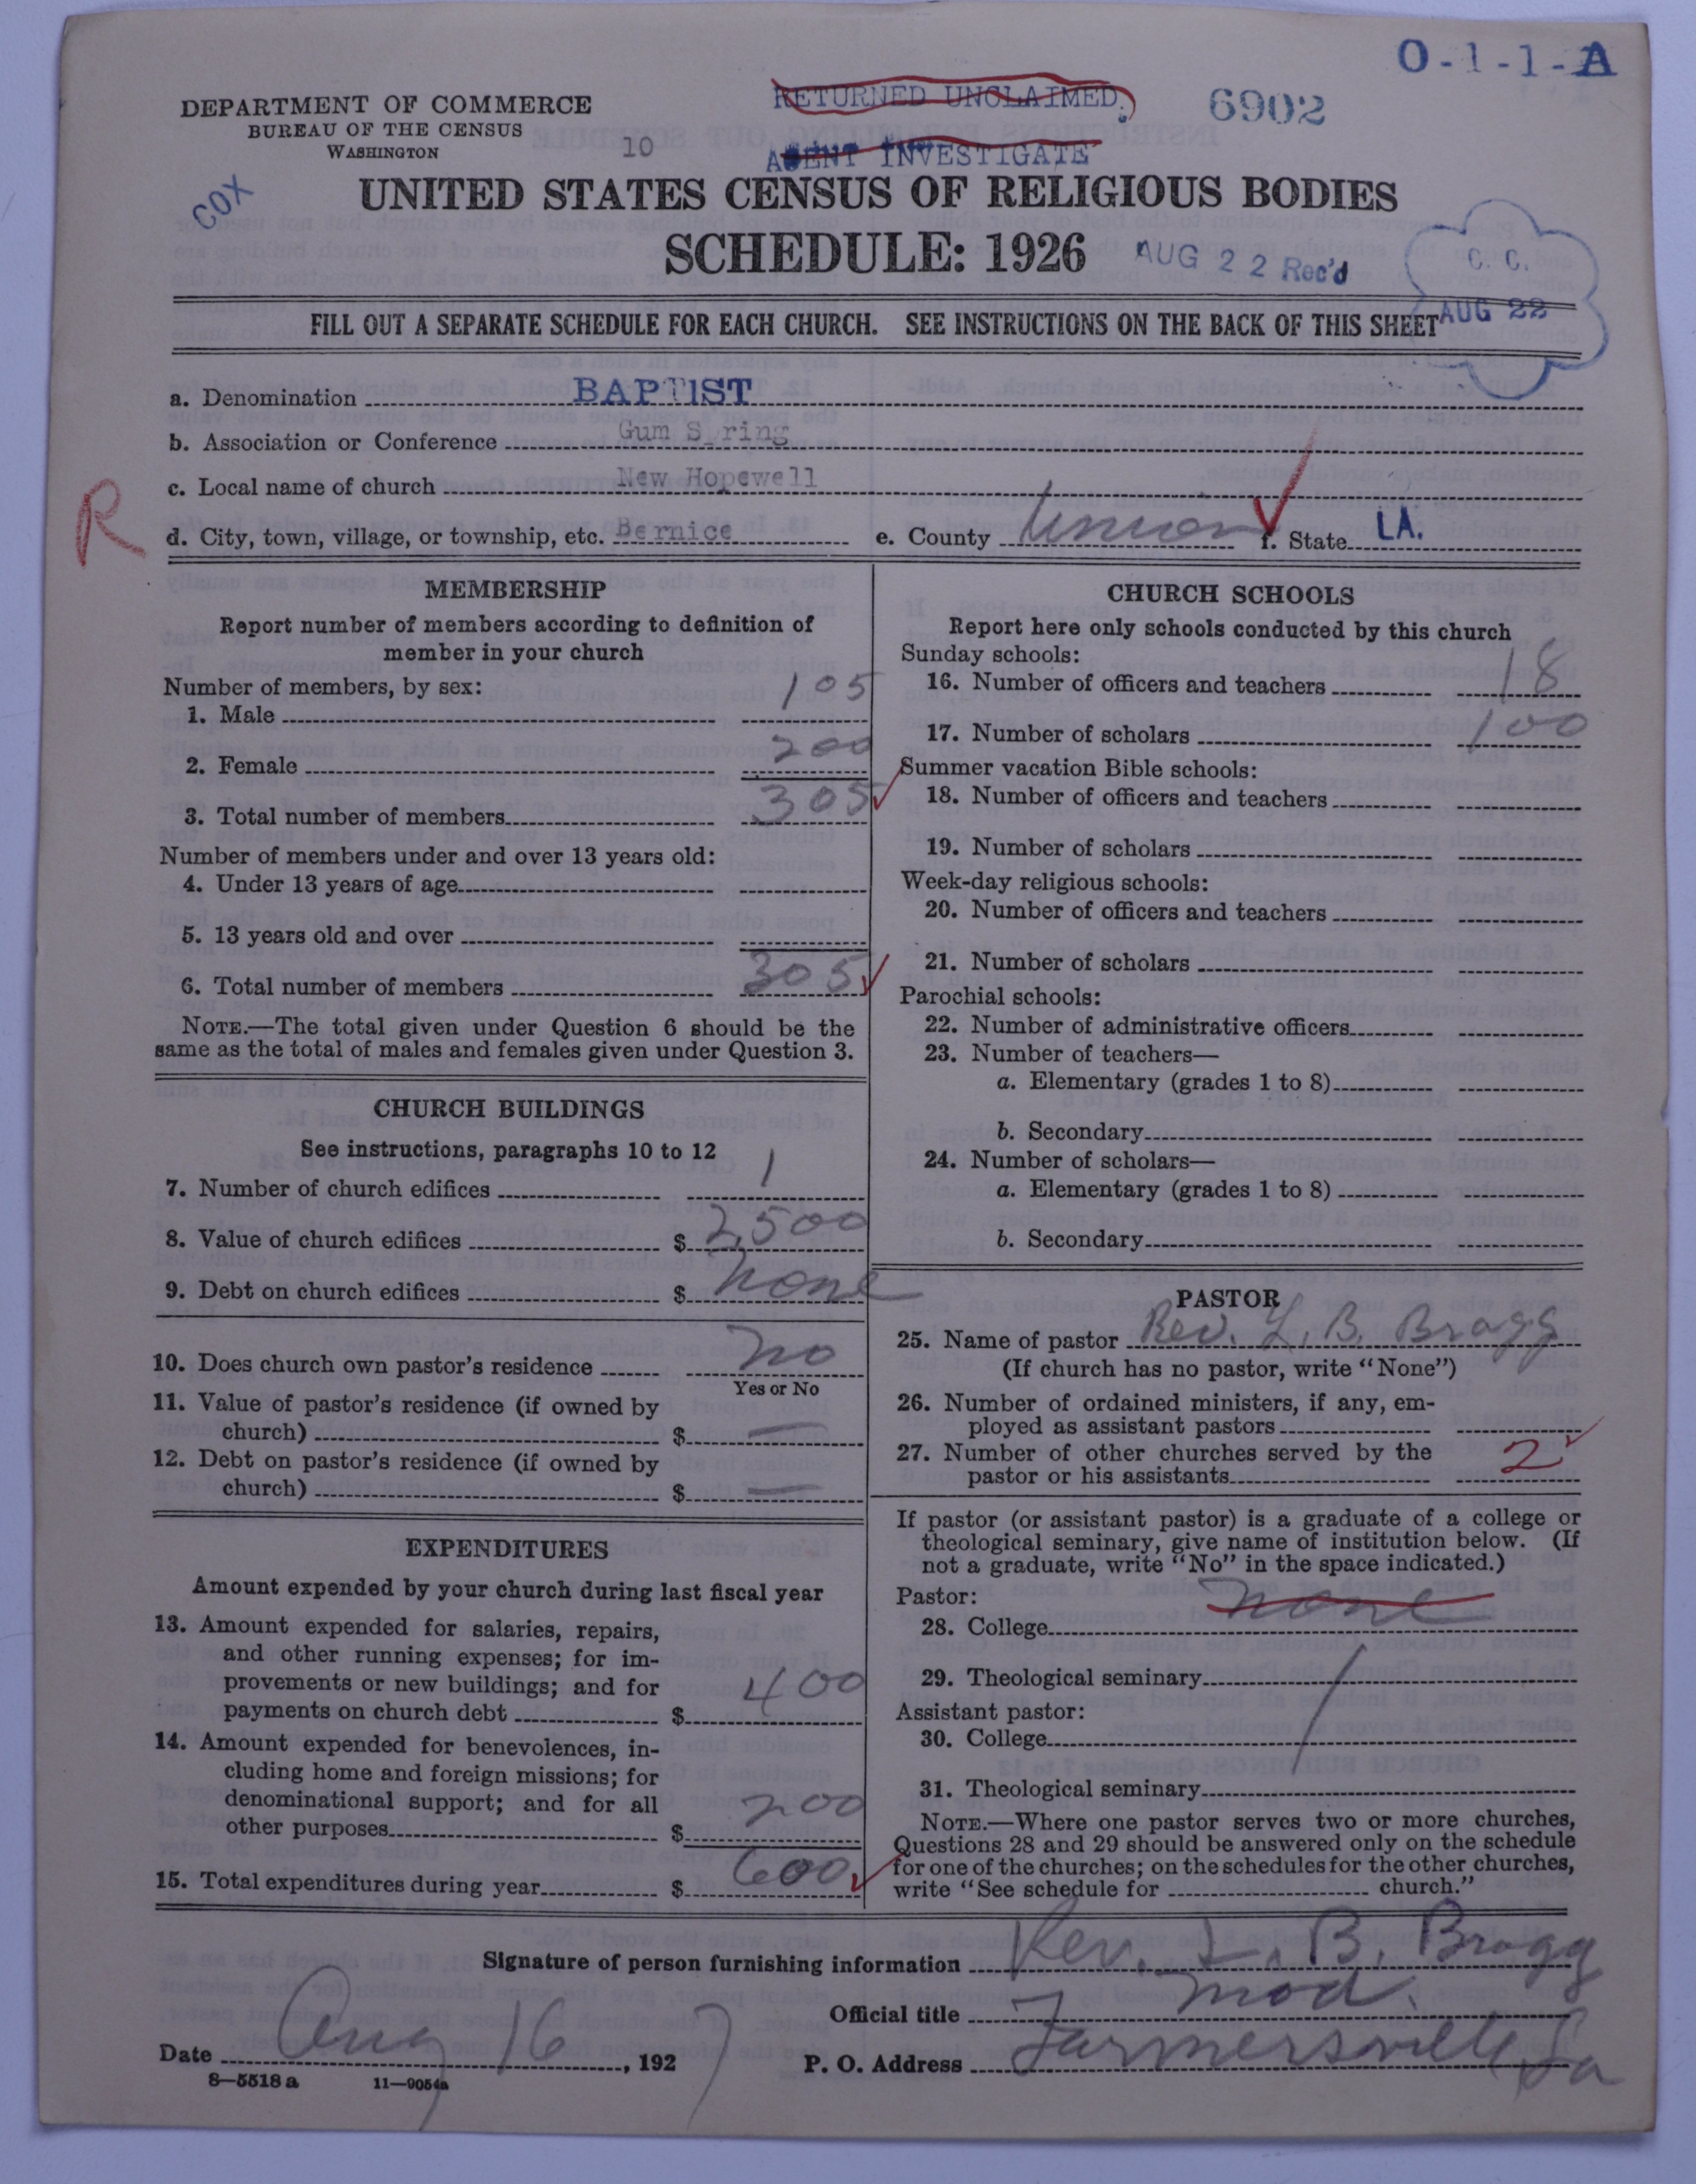 O-1-1-A
DEPARTMENT OF COMMERCE
BUREAU OF THE CENSUS
WASHINGTON
10
RETURNED UNCLAIMED.
6902
AGENT INVESTIGATE
COX
UNITED STATES CENSUS OF RELIGIOUS BODIES
SCHEDULE: 1926
AUG 22 Rec'd
C. C.
AUG 22
FILL OUT A SEPARATE SCHEDULE FOR EACH CHURCH. SEE INSTRUCTIONS ON THE BACK OF THIS SHEET
a. Denomination BAPTIST
b. Association or Conference Gum S ring
c. Local name of church New Hopewell
R
d. City, town, village, or township, etc. Bernice e. County Union f. State LA.
MEMBERSHIP
Report number of members according to definition of
member in your church
Number of members, by sex:
1. Male 105
2. Female 200
3. Total number of members 305
Number of members under and over 13 years old:
4. Under 13 years of age
5. 13 years old and over
6. Total number of members 305
NOTE.—The total given under Question 6 should be the
same as the total of males and females given under Question 3.
CHURCH BUILDINGS
See instructions, paragraphs 10 to 12
7. Number of church edifices 1
8. Value of church edifices $ 2,500
9. Debt on church edifices $ none
10. Does church own pastor's residence no
Yes or No
11. Value of pastor's residence (if owned by
church) $ —
12. Debt on pastor's residence (if owned by
church) $ —
EXPENDITURES
Amount expended by your church during last fiscal year
13. Amount expended for salaries, repairs,
and other running expenses; for im-
provements or new buildings; and for
payments on church debt $ 400
14. Amount expended for benevolences, in-
cluding home and foreign missions; for
denominational support; and for all
other purposes $ 200
15. Total expenditures during year $ 600
CHURCH SCHOOLS
Report here only schools conducted by this church
Sunday schools:
16. Number of officers and teachers 18
17. Number of scholars 100
Summer vacation Bible schools:
18. Number of officers and teachers
19. Number of scholars
Week-day religious schools:
20. Number of officers and teachers
21. Number of scholars
Parochial schools:
22. Number of administrative officers
23. Number of teachers—
a. Elementary (grades 1 to 8)
b. Secondary
24. Number of scholars—
a. Elementary (grades 1 to 8)
b. Secondary
PASTOR
25. Name of pastor Rev. L. B. Bragg
(If church has no pastor, write "None")
26. Number of ordained ministers, if any, em-
ployed as assistant pastors
27. Number of other churches served by the
pastor or his assistants 2
If pastor (or assistant pastor) is a graduate of a college or
theological seminary, give name of institution below. (If
not a graduate, write "No" in the space indicated.)
Pastor:
28. College none
29. Theological seminary
Assistant pastor:
30. College
31. Theological seminary
NOTE.—Where one pastor serves two or more churches,
Questions 28 and 29 should be answered only on the schedule
for one of the churches; on the schedules for the other churches,
write "See schedule for church."
Signature of person furnishing information Rev. L. B. Bragg
Official title Mod.
Date Aug 16, 1927 P. O. Address Farmersville La
8—5518 a 11—9054a